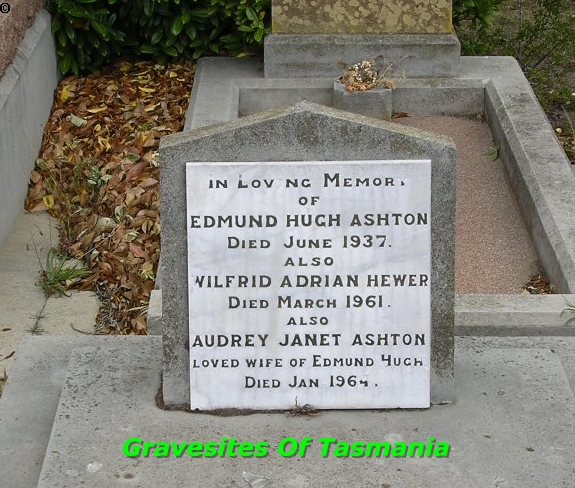 ©
IN LOV NG MEMOR
OF
EDMUND HUGH ASHTON
DIED JUNE 1937.
ALSO
WILFRID ADRIAN HEWER
DIED MARCH 1961.
ALSO
AUDREY JANET ASHTON
LOVED WIFE OF EDMUND HUGH
DIED JAN 1964.
Gravesites Of Tasmania